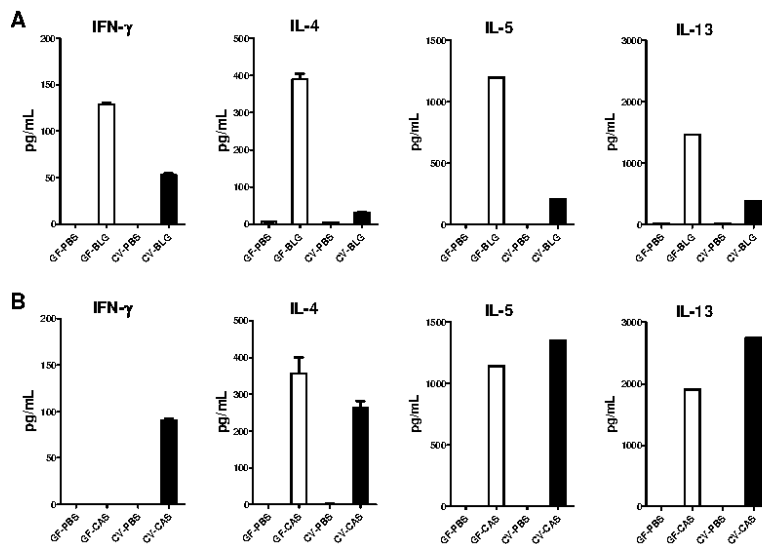 A
IFN-γ IL-4 IL-5 IL-13
pg/mL pg/mL pg/mL pg/mL
200 150 100 50 0
400 300 200 100 0
1500 1000 500 0
3000 2000 1000 0
GF-PBS GF-BLG CV-PBS CV-BLG
GF-PBS GF-BLG CV-PBS CV-BLG
GF-PBS GF-BLG CV-PBS CV-BLG
GF-PBS GF-BLG CV-PBS CV-BLG
B
IFN-γ IL-4 IL-5 IL-13
pg/mL pg/mL pg/mL pg/mL
200 150 100 50 0
500 400 300 200 100 0
1500 1000 500 0
3000 2000 1000 0
GF-PBS GF-CAS CV-PBS CV-CAS
GF-PBS GF-CAS CV-PBS CV-CAS
GF-PBS GF-CAS CV-PBS CV-CAS
GF-PBS GF-CAS CV-PBS CV-CAS